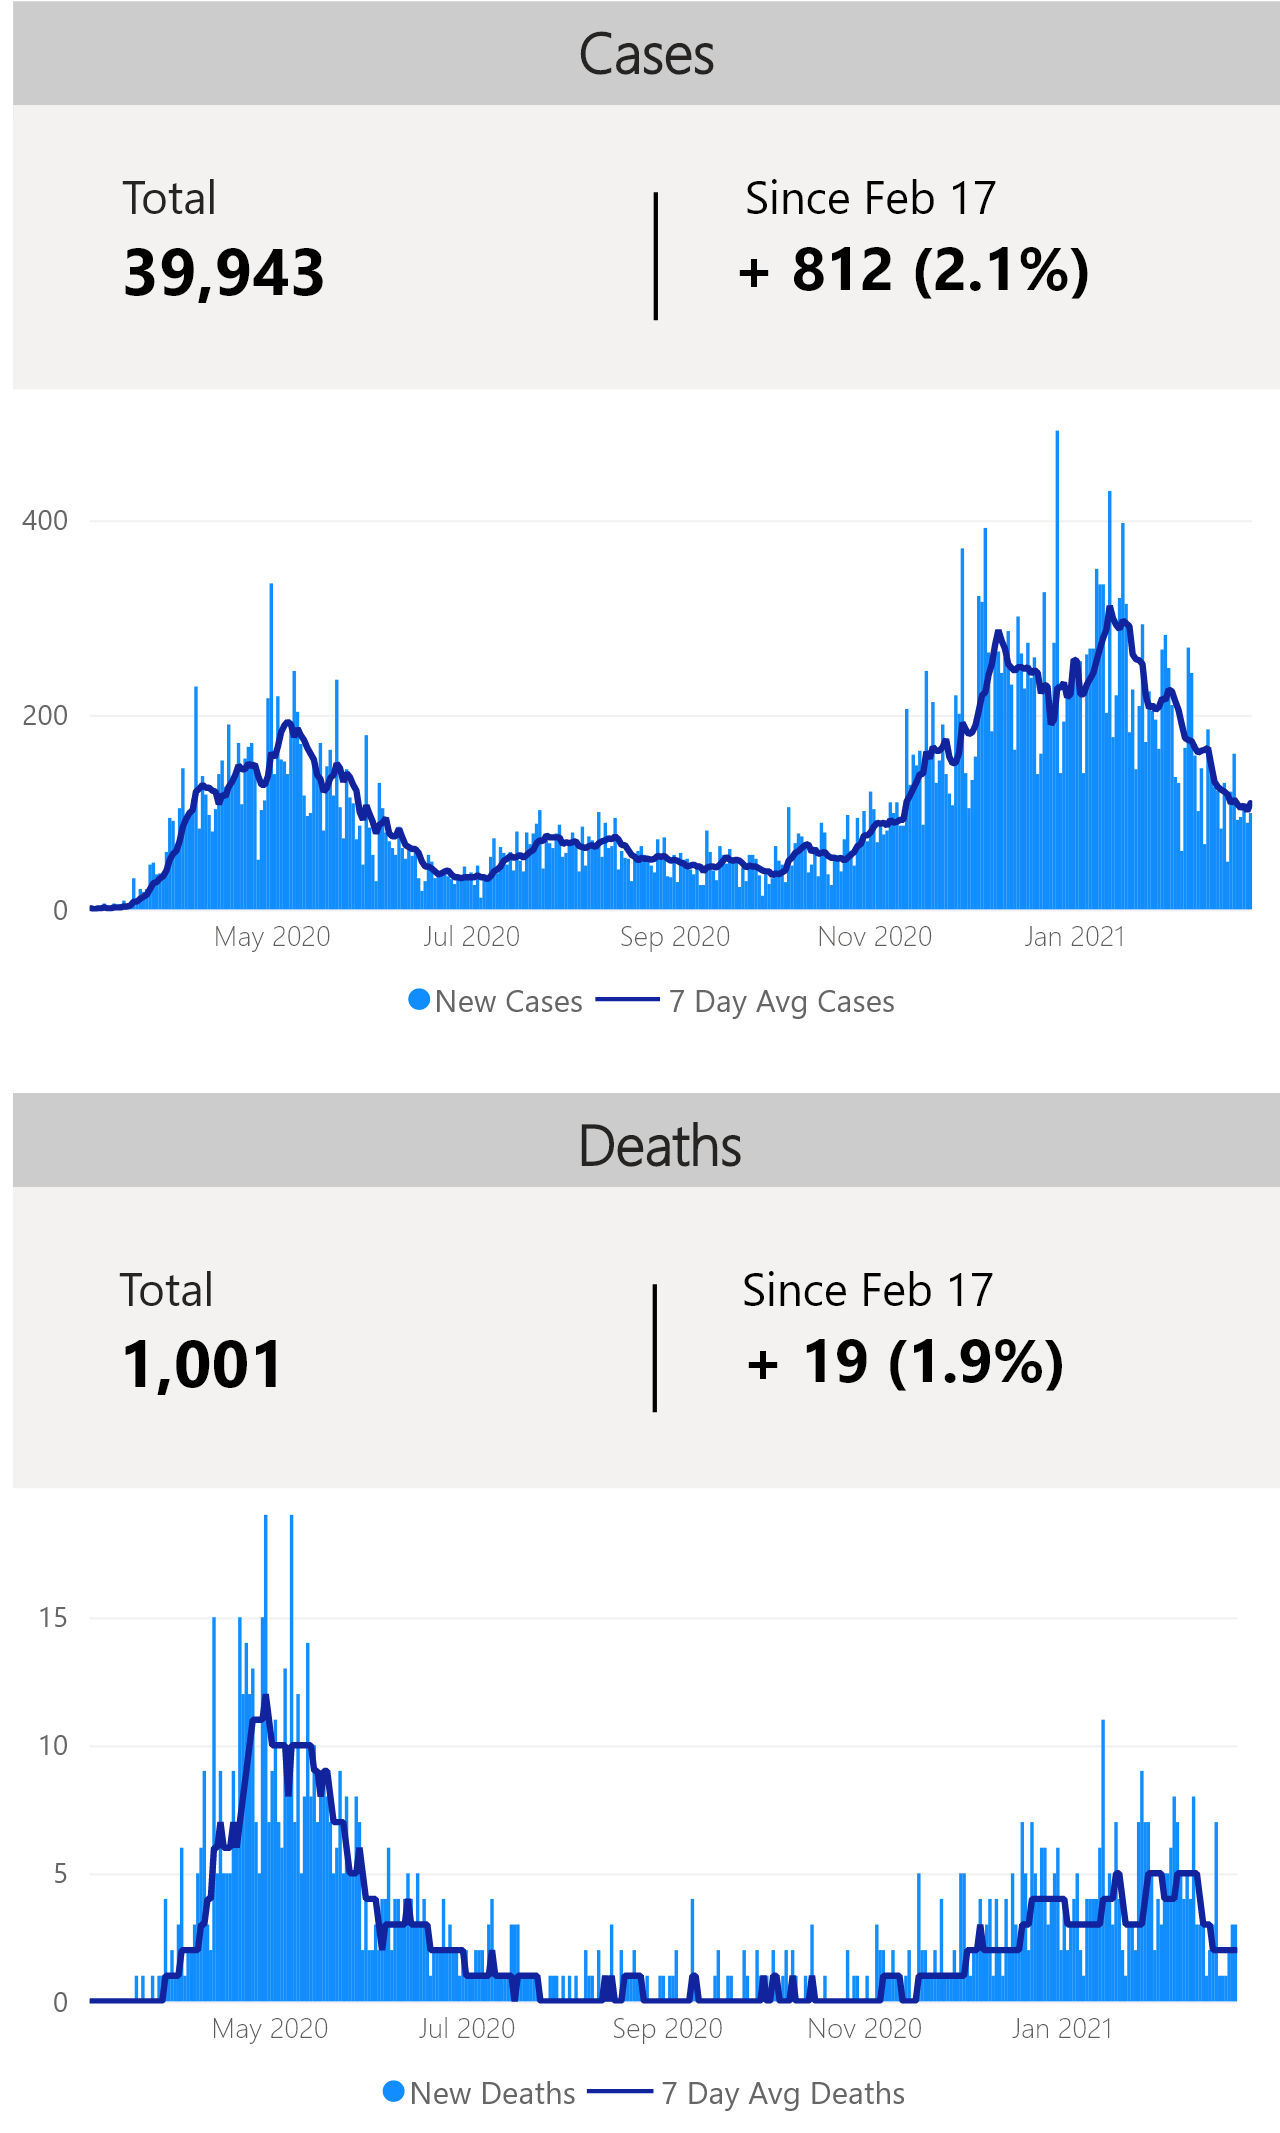 Cases
Total
Since Feb 17
39,943
+ 812 (2.1%)
400
200
0
May 2020
Jul 2020
Sep 2020
Nov 2020
Jan 2021
New Cases
7 Day Avg Cases
Deaths
Total
Since Feb 17
1,001
+ 19 (1.9%)
15
10
5
0
May 2020
Jul 2020
Sep 2020
Nov 2020
Jan 2021
New Deaths
7 Day Avg Deaths